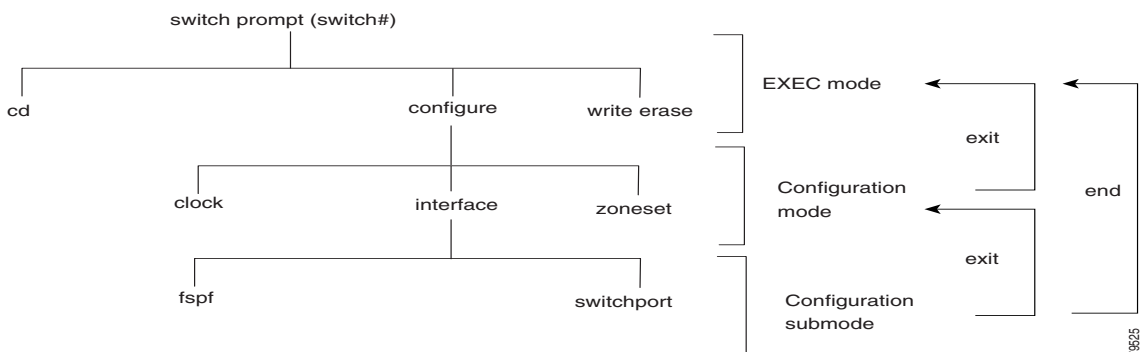 switch prompt (switch#)
EXEC mode
cd
configure
write erase
exit
Configuration
mode
end
clock
interface
zoneset
exit
fspf
switchport
Configuration
submode